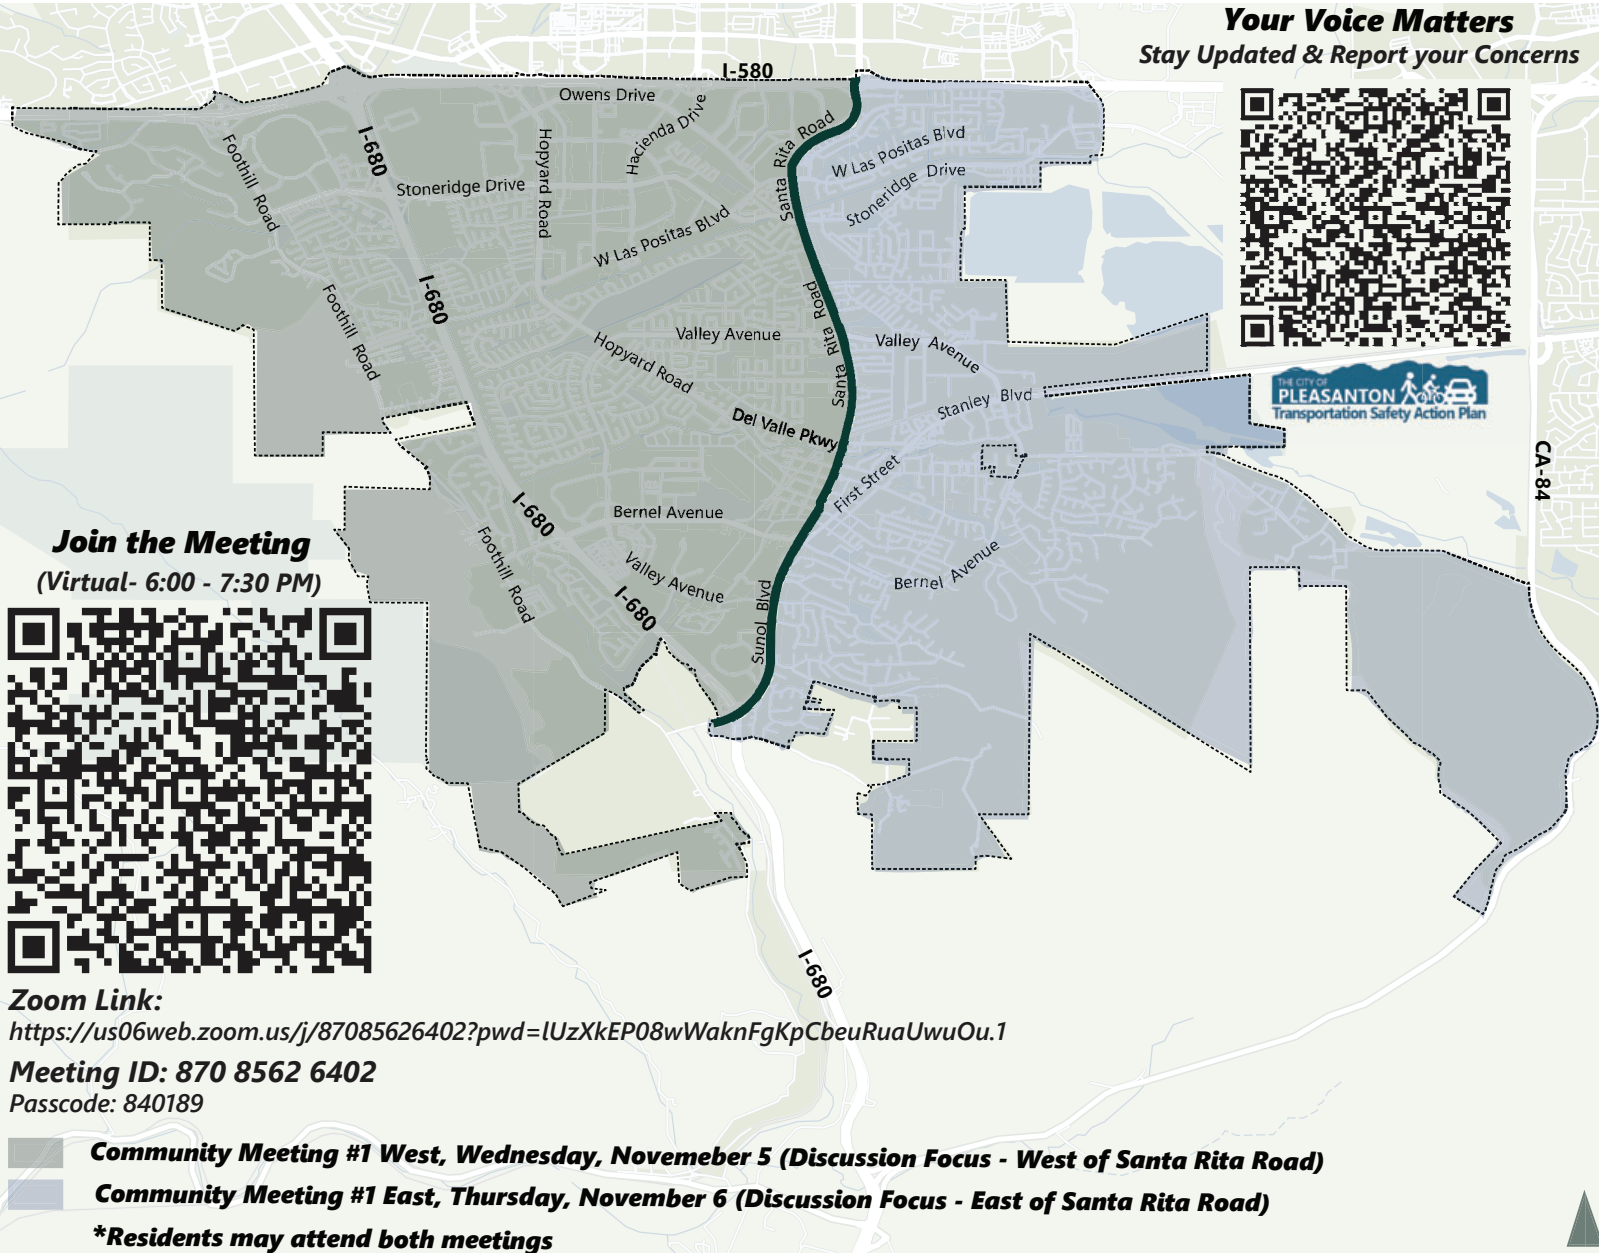 Your Voice Matters
Stay Updated & Report your Concerns
I-580
Owens Drive
Hacienda Drive
Santa Rita Road
W Las Positas Blvd
Stoneridge Drive
Foothill Road
I-680
Hopyard Road
Stoneridge Drive
W Las Positas BLvd
Foothill Road
I-680
Santa Rita Road
Valley Avenue
Valley Avenue
Hopyard Road
Stanley Blvd
Del Valle Pkwy
THE CITY OF
PLEASANTON
Transportation Safety Action Plan
CA-84
First Street
I-680
Bernel Avenue
Bernel Avenue
Foothill Road
Valley Avenue
I-680
Sunol Blvd
Join the Meeting
(Virtual- 6:00 - 7:30 PM)
I-680
Zoom Link:
https://us06web.zoom.us/j/87085626402?pwd=lUzXkEP08wWaknFgKpCbeuRuaUwuOu.1
Meeting ID: 870 8562 6402
Passcode: 840189
Community Meeting #1 West, Wednesday, Novemeber 5 (Discussion Focus - West of Santa Rita Road)
Community Meeting #1 East, Thursday, November 6 (Discussion Focus - East of Santa Rita Road)
*Residents may attend both meetings